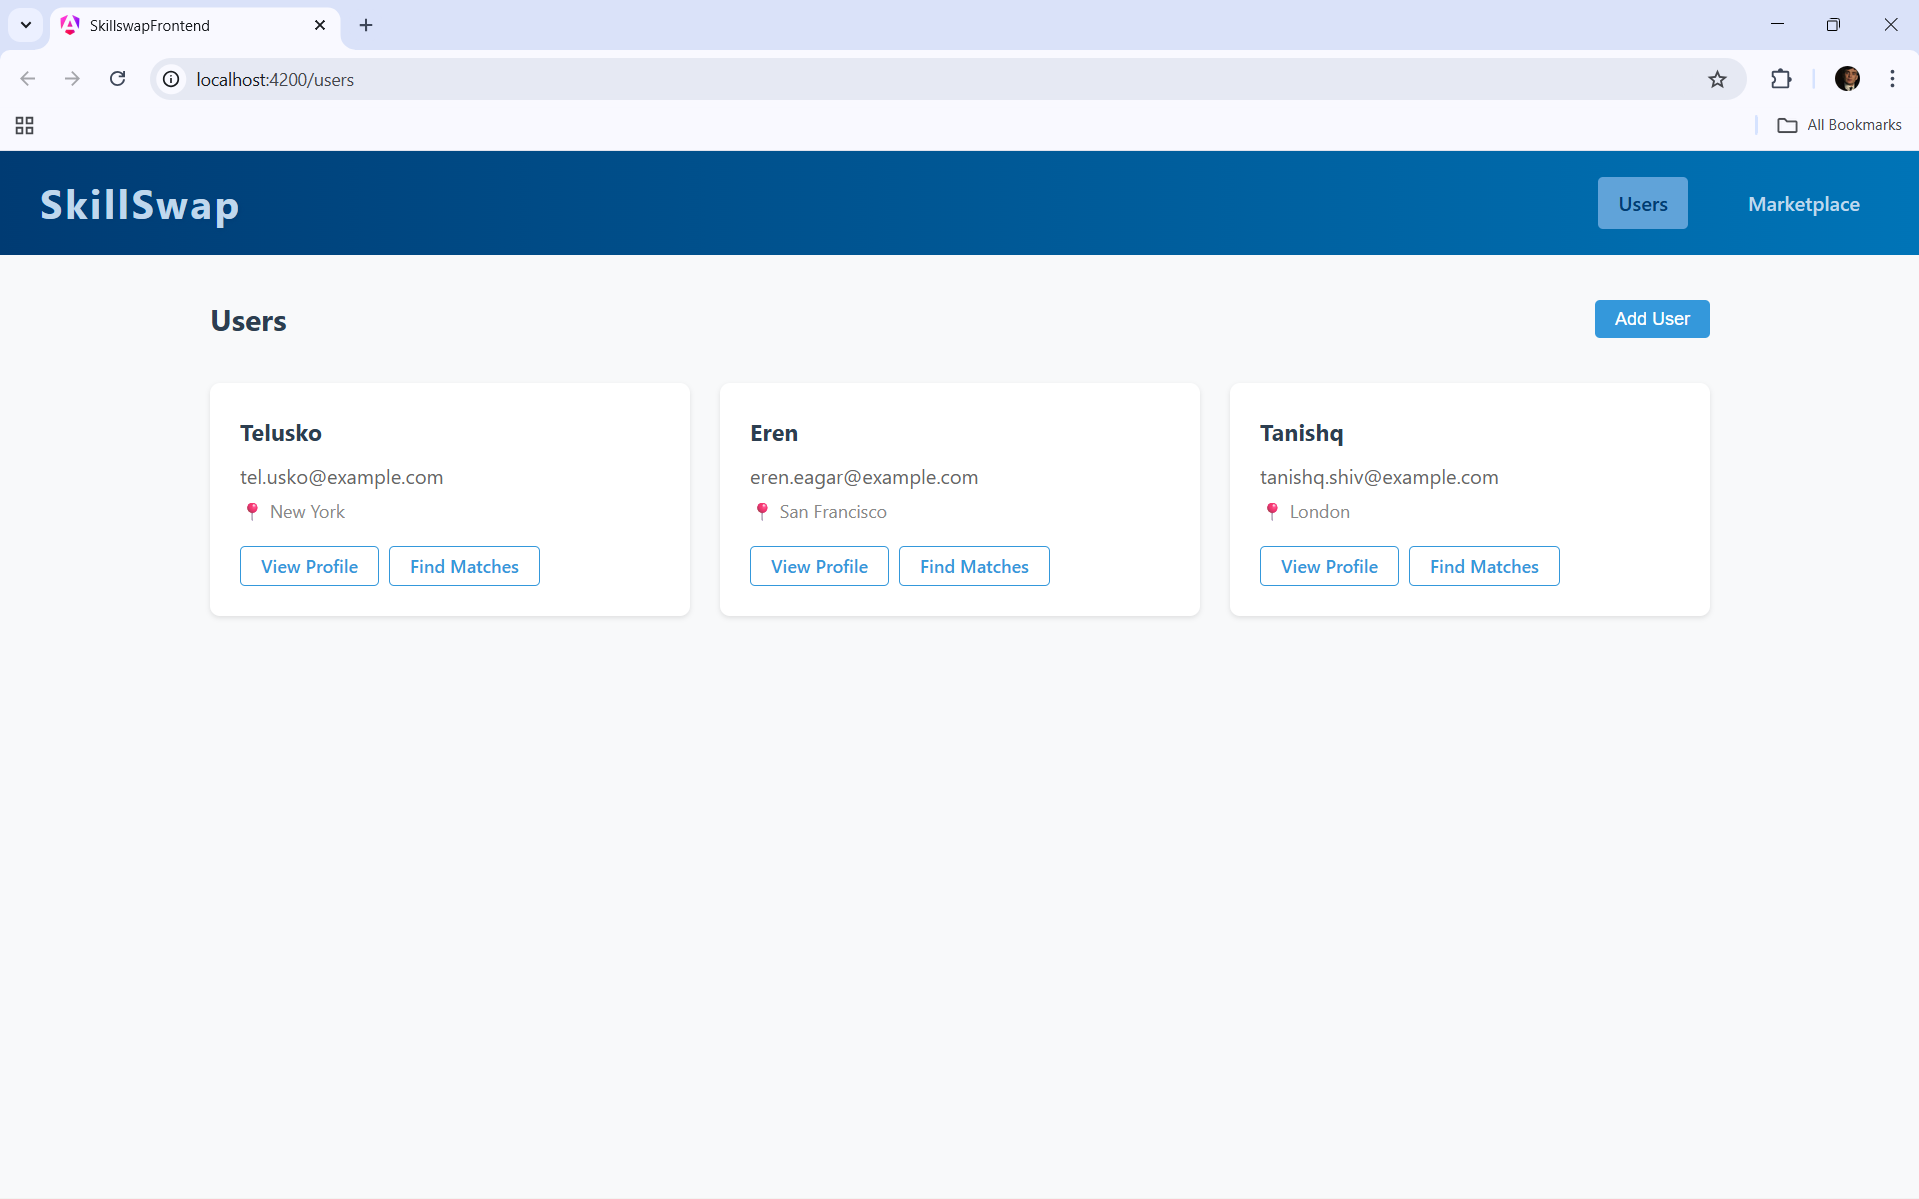 SkillswapFrontend
localhost:4200/users
All Bookmarks
SkillSwap
Users
Marketplace
Users
Add User
Telusko
tel.usko@example.com
New York
View Profile
Find Matches
Eren
eren.eagar@example.com
San Francisco
View Profile
Find Matches
Tanishq
tanishq.shiv@example.com
London
View Profile
Find Matches